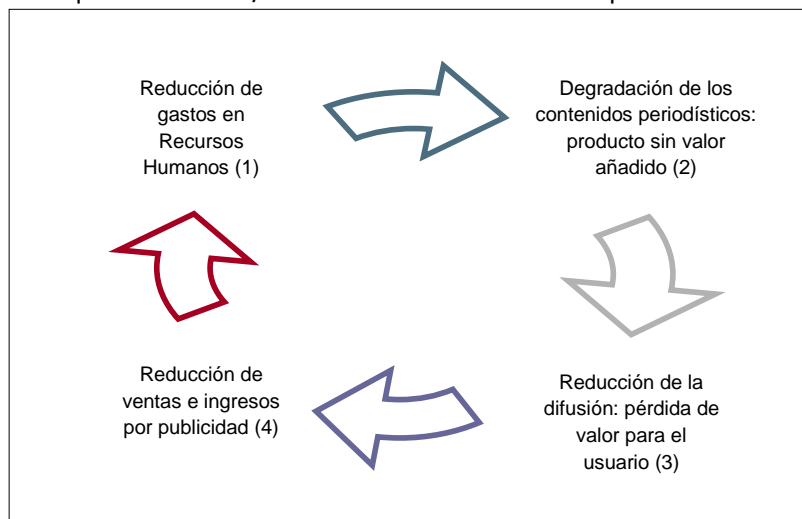 Reducción de
gastos en
Recursos
Humanos (1)
Degradación de los
contenidos periodísticos:
producto sin valor
añadido (2)
Reducción de la
difusión: pérdida de
valor para el
usuario (3)
Reducción de
ventas e ingresos
por publicidad (4)